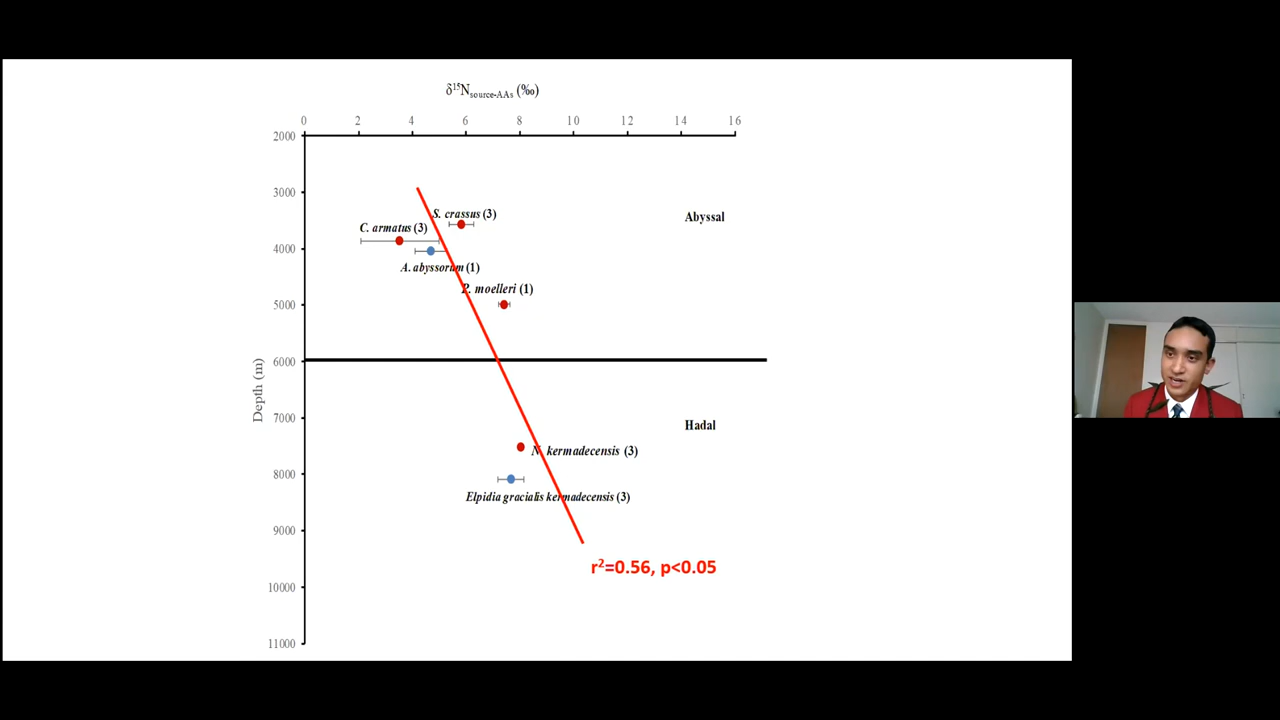 δ¹⁵Nsource-AAs (‰)
0 2 4 6 8 10 12 14 16
2000
3000
S. crassus (3)
Abyssal
C. armatus (3)
4000
A. abyssorum (1)
P. moelleri (1)
5000
6000
Depth (m)
7000
Hadal
N. kermadecensis (3)
8000
Elpidia gracialis kermadecensis (3)
9000
r²=0.56, p<0.05
10000
11000